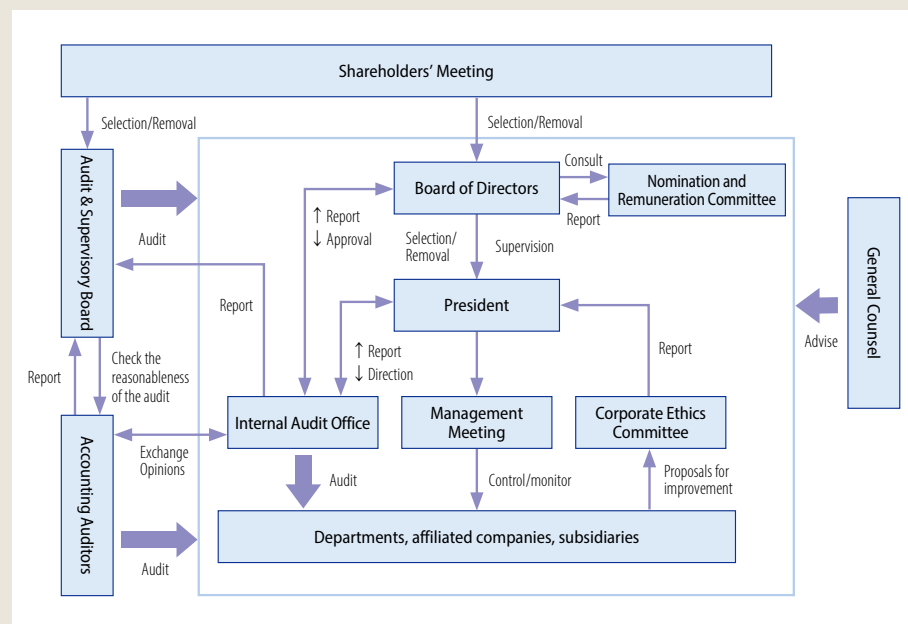 Shareholders’ Meeting
Selection/Removal
Selection/Removal
Audit & Supervisory Board
Audit
Board of Directors
Consult
Report
Nomination and
Remuneration Committee
↑ Report
↓ Approval
Selection/
Removal
Supervision
General Counsel
Advise
Report
President
Report
↑ Report
↓ Direction
Report
Check the
reasonableness
of the audit
Internal Audit Office
Management
Meeting
Corporate Ethics
Committee
Accounting Auditors
Exchange
Opinions
Audit
Control/monitor
Proposals for
improvement
Departments, affiliated companies, subsidiaries
Audit